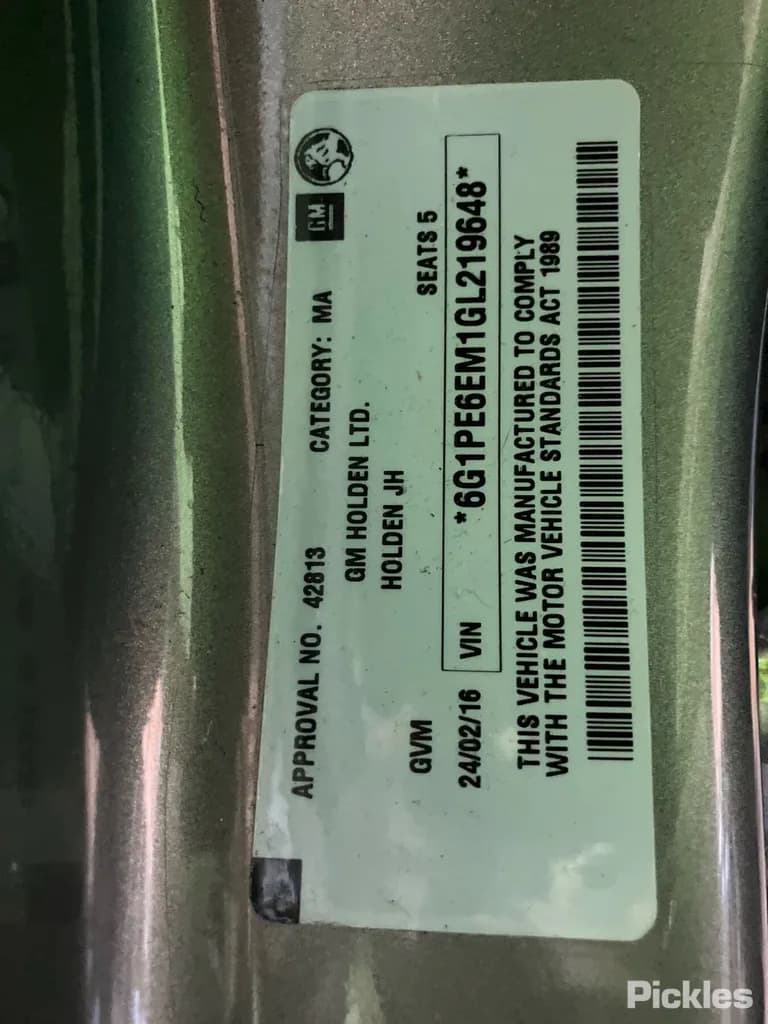 GM
APPROVAL NO. 42813 CATEGORY: MA
GM HOLDEN LTD.
HOLDEN JH
GVM SEATS 5
24/02/16 VIN *6G1PE6EM1GL219648*
THIS VEHICLE WAS MANUFACTURED TO COMPLY
WITH THE MOTOR VEHICLE STANDARDS ACT 1989
Pickles